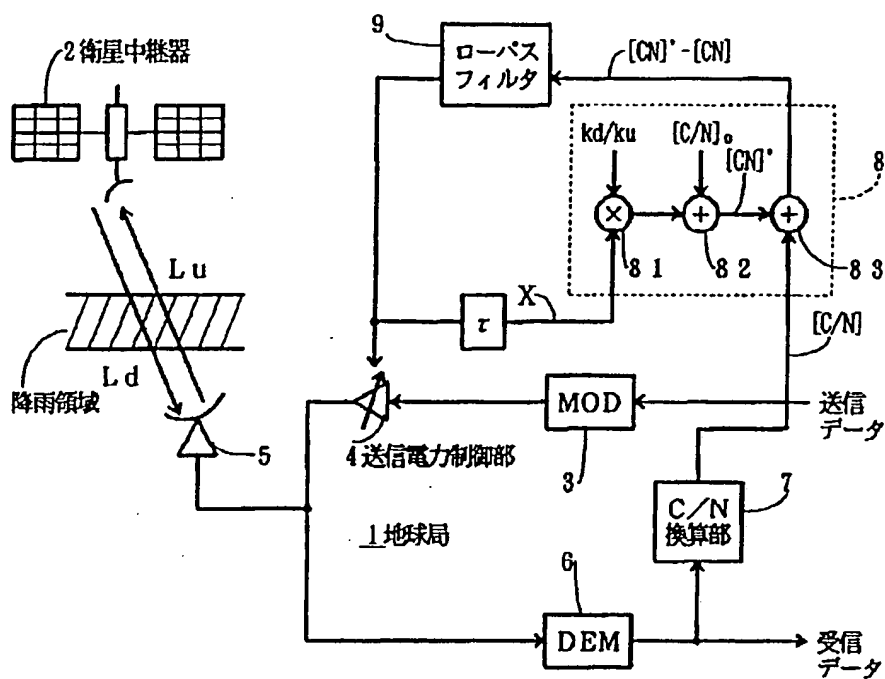 2 衛星中継器
9
ローパス
フィルタ
[CN]'-[CN]
kd/ku
[C/N]₀
[CN]'
8
×
+
+
8 1
8 2
8 3
Lu
Ld
降雨領域
X
τ
[C/N]
MOD
送信
データ
5
4 送信電力制御部
3
7
C/N
換算部
1 地球局
6
DEM
受信
データ